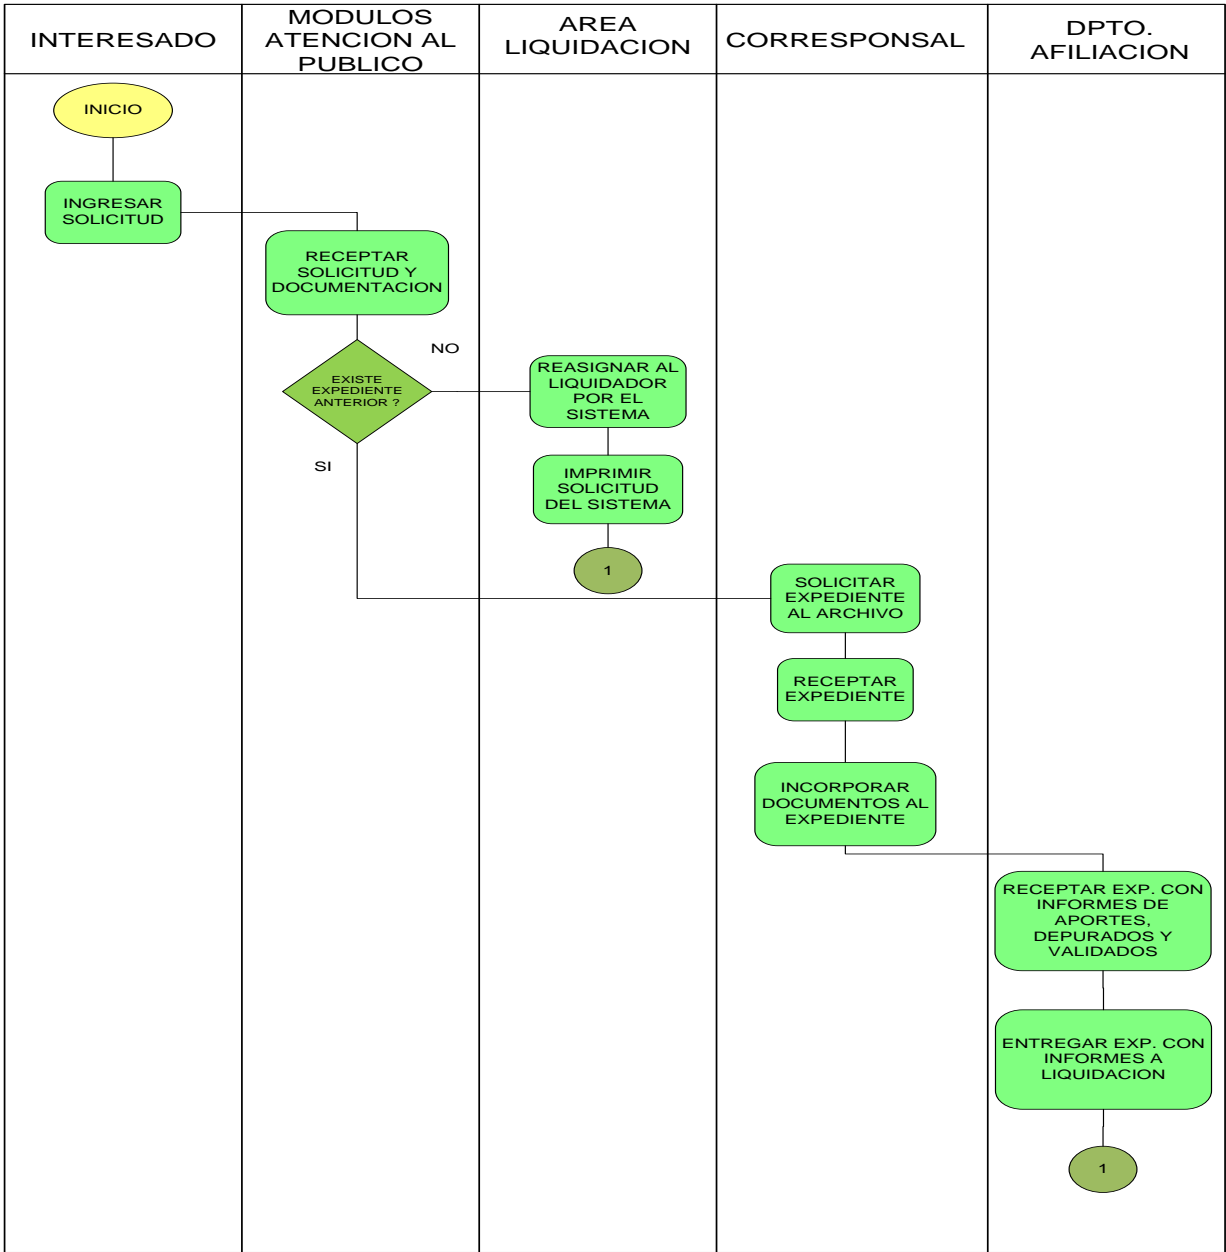 INTERESADO
MODULOS
ATENCION AL
PUBLICO
AREA
LIQUIDACION
CORRESPONSAL
DPTO.
AFILIACION
INICIO
INGRESAR
SOLICITUD
RECEPTAR
SOLICITUD Y
DOCUMENTACION
EXISTE
EXPEDIENTE
ANTERIOR ?
NO
SI
REASIGNAR AL
LIQUIDADOR
POR EL
SISTEMA
IMPRIMIR
SOLICITUD
DEL SISTEMA
1
SOLICITAR
EXPEDIENTE
AL ARCHIVO
RECEPTAR
EXPEDIENTE
INCORPORAR
DOCUMENTOS AL
EXPEDIENTE
RECEPTAR EXP. CON
INFORMES DE
APORTES,
DEPURADOS Y
VALIDADOS
ENTREGAR EXP. CON
INFORMES A
LIQUIDACION
1